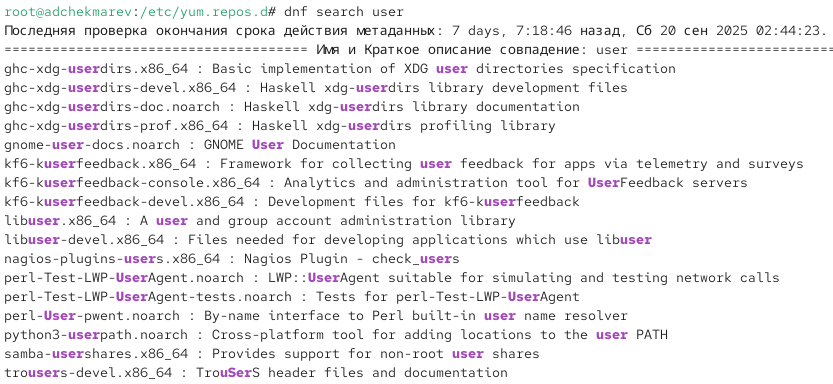 root@adchekmarev:/etc/yum.repos.d# dnf search user
Последняя проверка окончания срока действия метаданных: 7 days, 7:18:46 назад, Сб 20 сен 2025 02:44:23.
====================================== Имя и Краткое описание совпадение: user =========================
ghc-xdg-userdirs.x86_64 : Basic implementation of XDG user directories specification
ghc-xdg-userdirs-devel.x86_64 : Haskell xdg-userdirs library development files
ghc-xdg-userdirs-doc.noarch : Haskell xdg-userdirs library documentation
ghc-xdg-userdirs-prof.x86_64 : Haskell xdg-userdirs profiling library
gnome-user-docs.noarch : GNOME User Documentation
kf6-kuserfeedback.x86_64 : Framework for collecting user feedback for apps via telemetry and surveys
kf6-kuserfeedback-console.x86_64 : Analytics and administration tool for UserFeedback servers
kf6-kuserfeedback-devel.x86_64 : Development files for kf6-kuserfeedback
libuser.x86_64 : A user and group account administration library
libuser-devel.x86_64 : Files needed for developing applications which use libuser
nagios-plugins-users.x86_64 : Nagios Plugin - check_users
perl-Test-LWP-UserAgent.noarch : LWP::UserAgent suitable for simulating and testing network calls
perl-Test-LWP-UserAgent-tests.noarch : Tests for perl-Test-LWP-UserAgent
perl-User-pwent.noarch : By-name interface to Perl built-in user name resolver
python3-userpath.noarch : Cross-platform tool for adding locations to the user PATH
samba-usershares.x86_64 : Provides support for non-root user shares
trousers-devel.x86_64 : TrouSerS header files and documentation